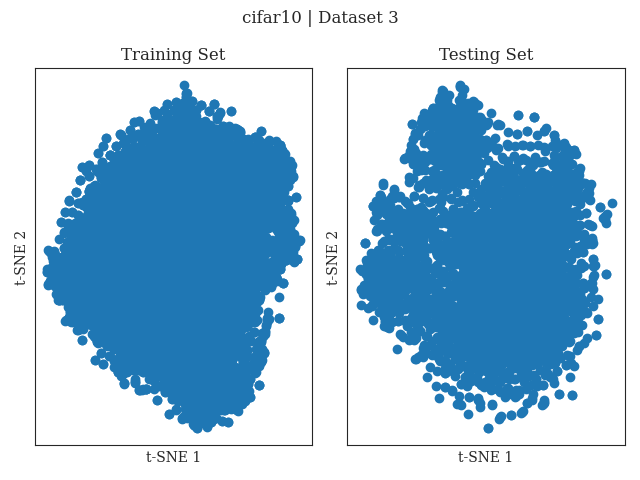 cifar10 | Dataset 3
Training Set
Testing Set
t-SNE 2
t-SNE 2
t-SNE 1
t-SNE 1